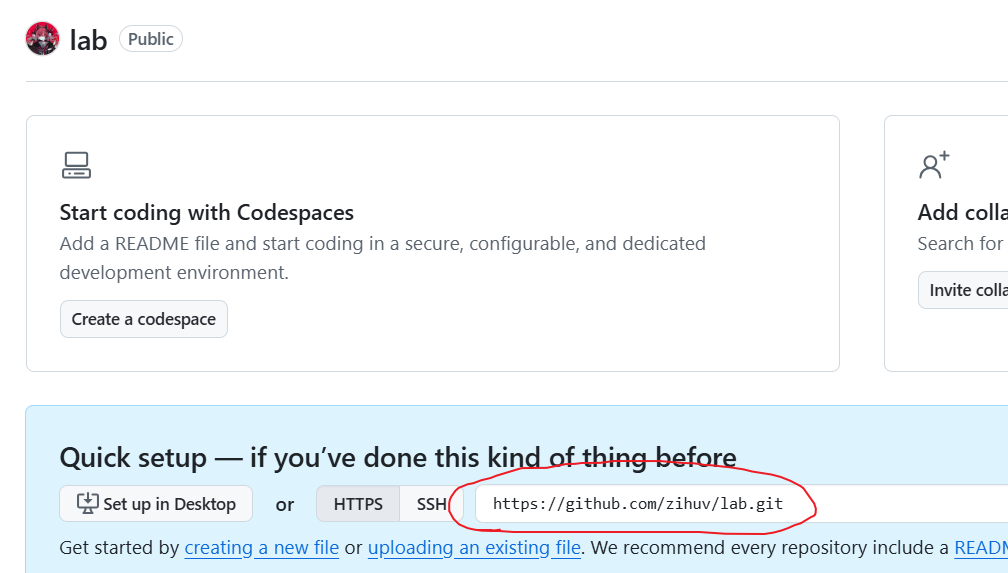 lab Public
Start coding with Codespaces
Add a README file and start coding in a secure, configurable, and dedicated
development environment.
Create a codespace
Add colla
Search for
Invite colla
Quick setup — if you’ve done this kind of thing before
Set up in Desktop or HTTPS SSH https://github.com/zihuv/lab.git
Get started by creating a new file or uploading an existing file. We recommend every repository include a READM